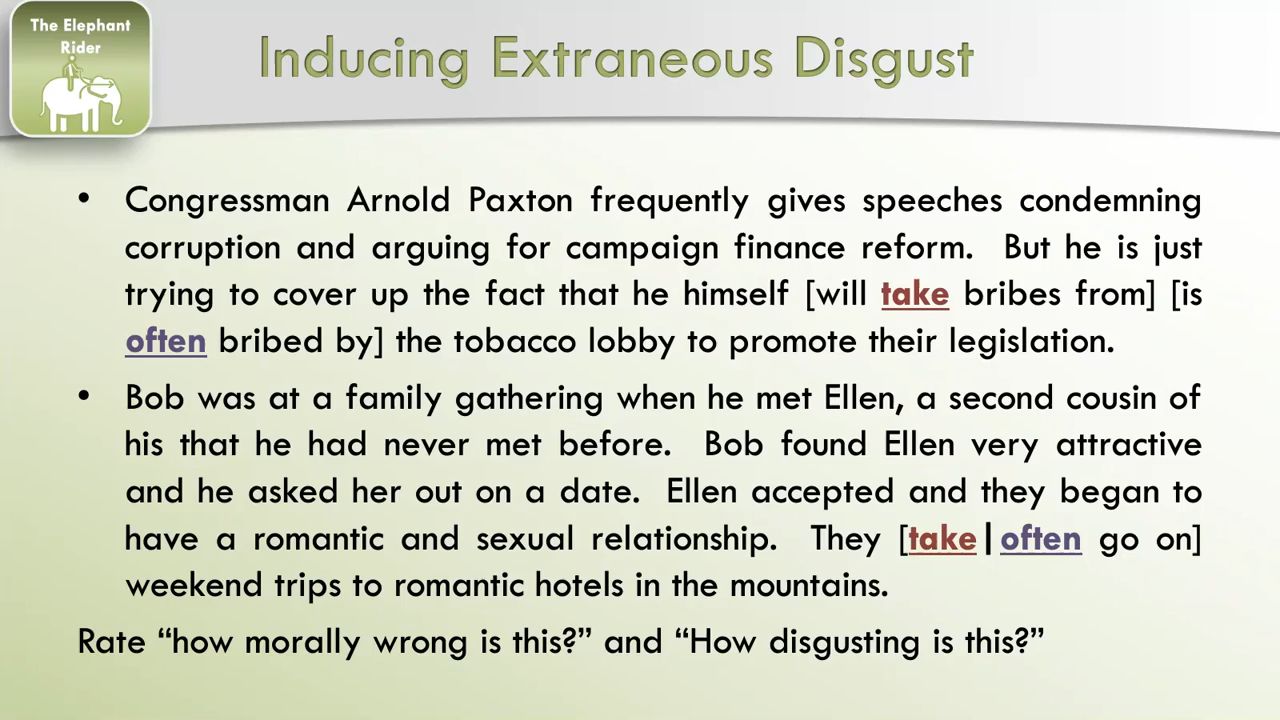 The Elephant
Rider
Inducing Extraneous Disgust
• Congressman Arnold Paxton frequently gives speeches condemning
corruption and arguing for campaign finance reform. But he is just
trying to cover up the fact that he himself [will take bribes from] [is
often bribed by] the tobacco lobby to promote their legislation.
• Bob was at a family gathering when he met Ellen, a second cousin of
his that he had never met before. Bob found Ellen very attractive
and he asked her out on a date. Ellen accepted and they began to
have a romantic and sexual relationship. They [take|often go on]
weekend trips to romantic hotels in the mountains.
Rate “how morally wrong is this?” and “How disgusting is this?”